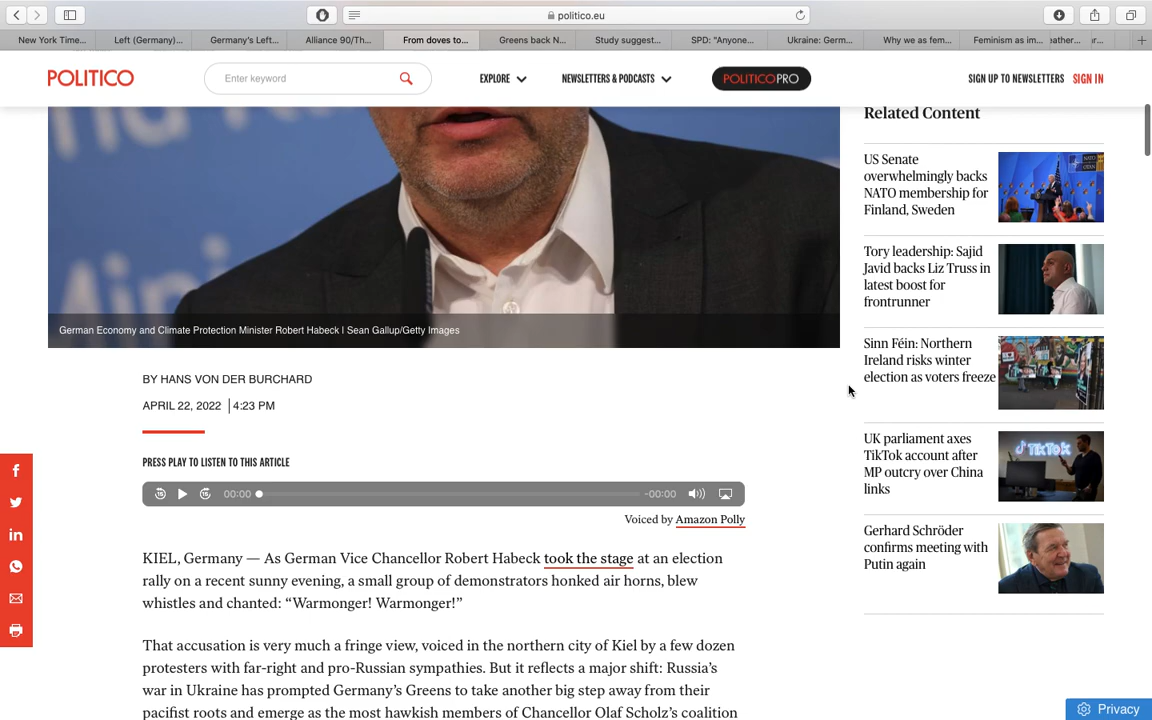 politico.eu
New York Time...
Left (Germany)...
Germany's Left...
Alliance 90/Th...
From doves to...
Greens back N...
Study suggest...
SPD: "Anyone...
Ukraine: Germ...
Why we as fem...
Feminism as im...
eather...
r...
POLITICO
Enter keyword
EXPLORE
NEWSLETTERS & PODCASTS
POLITICOPRO
SIGN UP TO NEWSLETTERS
SIGN IN
German Economy and Climate Protection Minister Robert Habeck | Sean Gallup/Getty Images
BY HANS VON DER BURCHARD
APRIL 22, 2022 | 4:23 PM
PRESS PLAY TO LISTEN TO THIS ARTICLE
15
15
00:00
-00:00
Voiced by Amazon Polly
KIEL, Germany — As German Vice Chancellor Robert Habeck took the stage at an election
rally on a recent sunny evening, a small group of demonstrators honked air horns, blew
whistles and chanted: “Warmonger! Warmonger!”
That accusation is very much a fringe view, voiced in the northern city of Kiel by a few dozen
protesters with far-right and pro-Russian sympathies. But it reflects a major shift: Russia’s
war in Ukraine has prompted Germany’s Greens to take another big step away from their
pacifist roots and emerge as the most hawkish members of Chancellor Olaf Scholz’s coalition
Related Content
US Senate
overwhelmingly backs
NATO membership for
Finland, Sweden
Tory leadership: Sajid
Javid backs Liz Truss in
latest boost for
frontrunner
Sinn Féin: Northern
Ireland risks winter
election as voters freeze
UK parliament axes
TikTok account after
MP outcry over China
links
TikTok
Gerhard Schröder
confirms meeting with
Putin again
Privacy